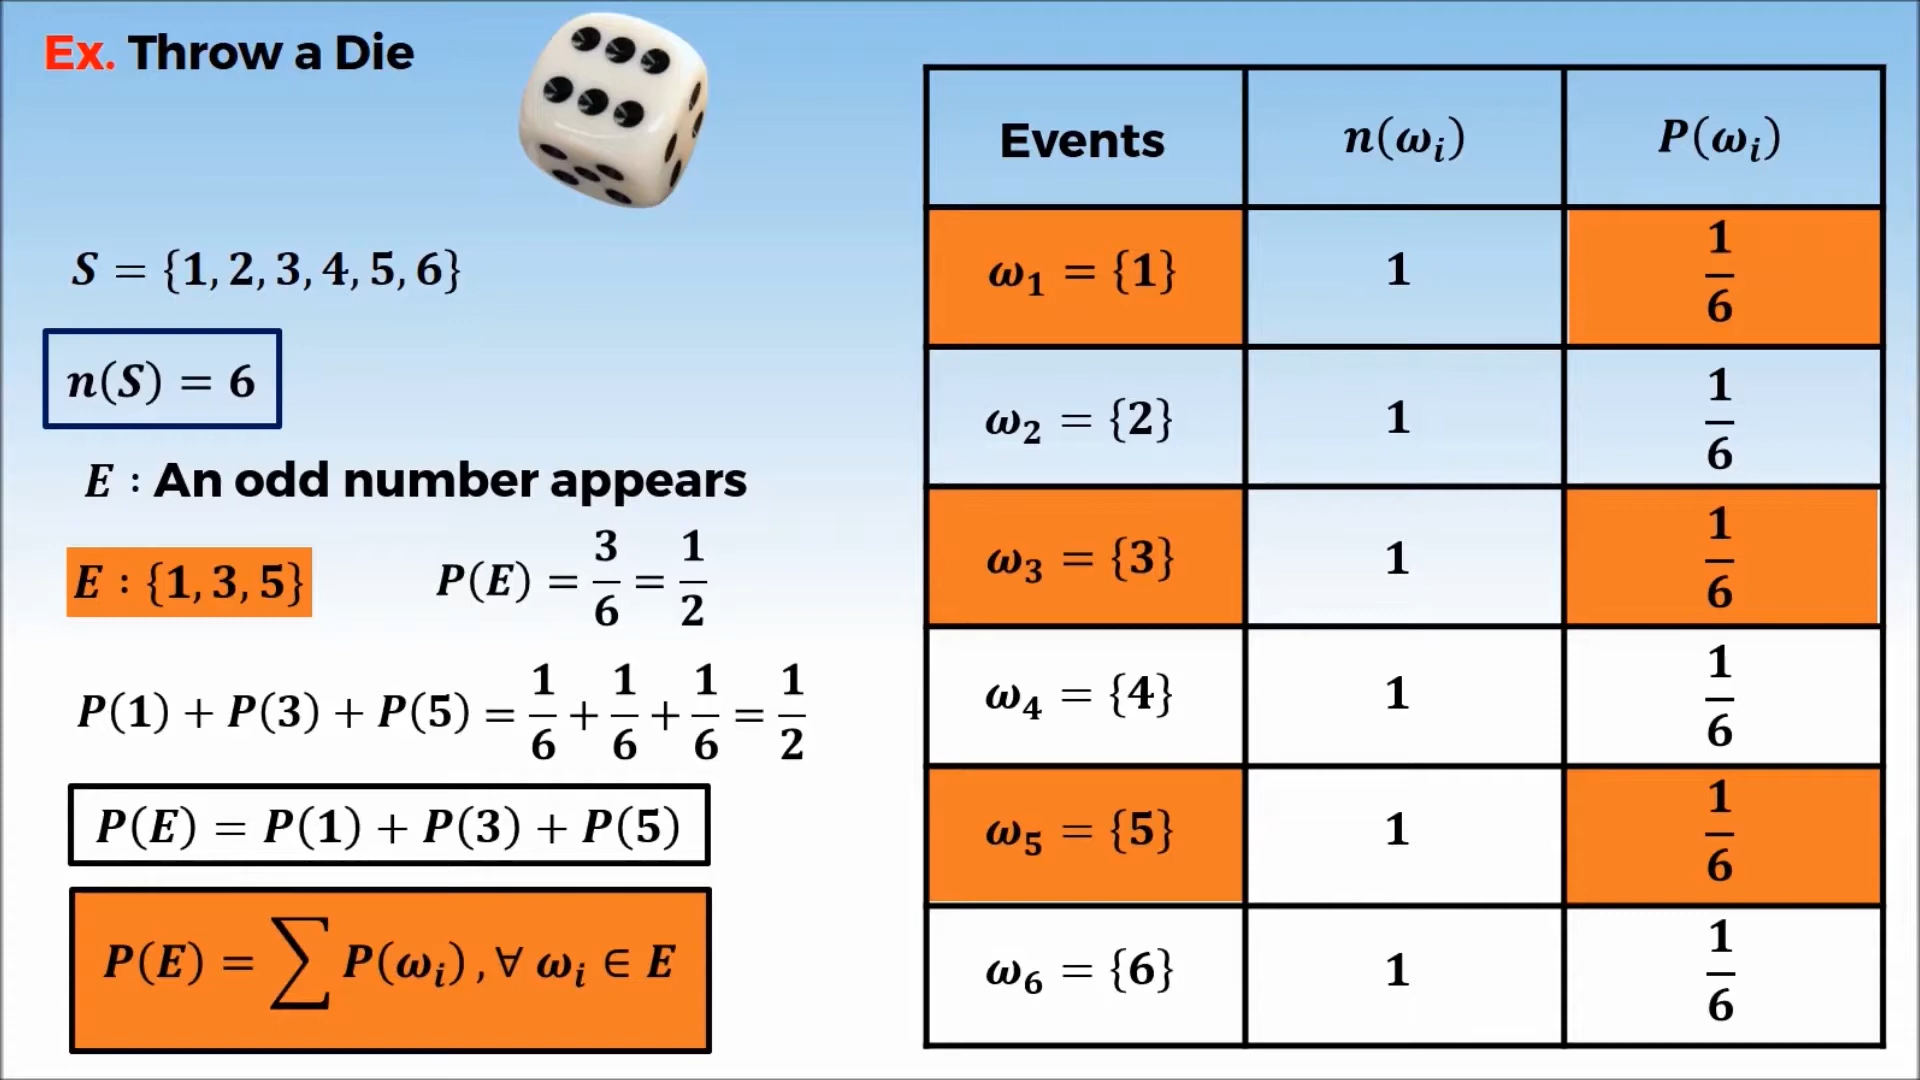 Ex. Throw a Die
S = {1, 2, 3, 4, 5, 6}
n(S) = 6
E : An odd number appears
E : {1, 3, 5}
P(E) = 3/6 = 1/2
P(1) + P(3) + P(5) = 1/6 + 1/6 + 1/6 = 1/2
P(E) = P(1) + P(3) + P(5)
P(E) = ∑ P(ωᵢ) , ∀ ωᵢ ∈ E
Events n(ωᵢ) P(ωᵢ)
ω₁ = {1} 1 1/6
ω₂ = {2} 1 1/6
ω₃ = {3} 1 1/6
ω₄ = {4} 1 1/6
ω₅ = {5} 1 1/6
ω₆ = {6} 1 1/6